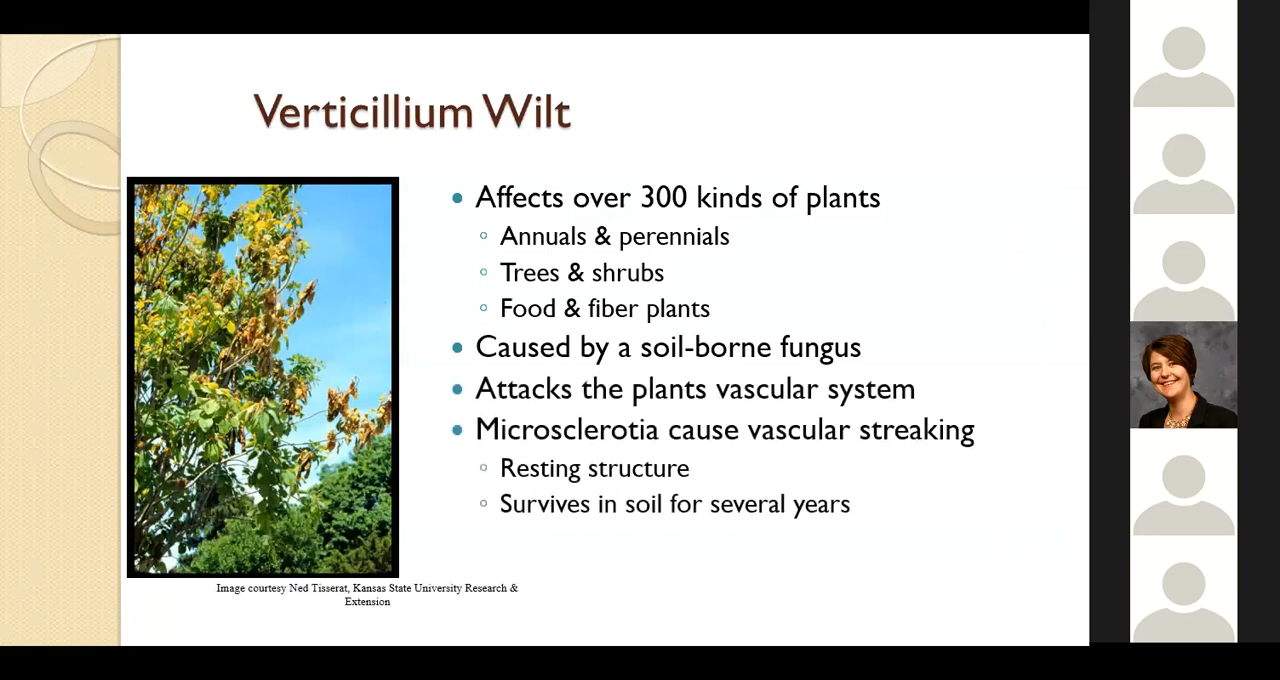 Verticillium Wilt
Affects over 300 kinds of plants
Annuals & perennials
Trees & shrubs
Food & fiber plants
Caused by a soil-borne fungus
Attacks the plants vascular system
Microsclerotia cause vascular streaking
Resting structure
Survives in soil for several years
Image courtesy Ned Tisserat, Kansas State University Research &
Extension